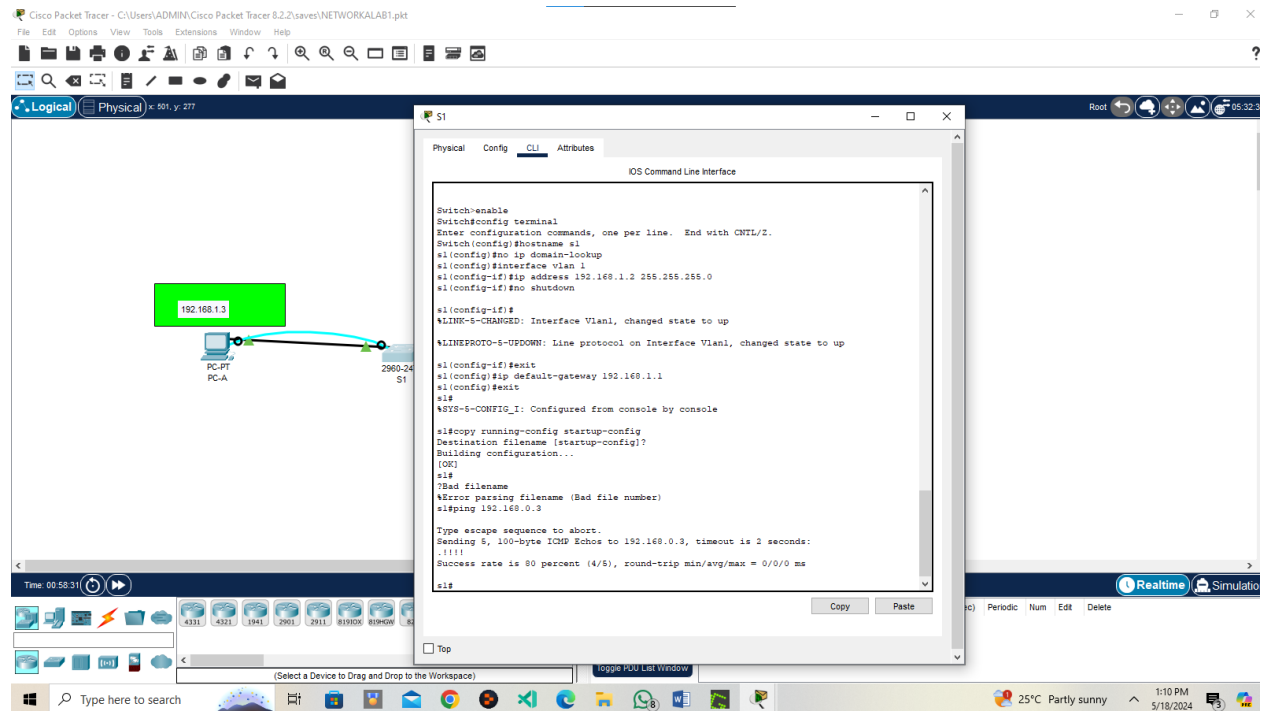 Cisco Packet Tracer - C:\Users\ADMIN\Cisco Packet Tracer 8.2.2\saves\NETWORKALAB1.pkt
File Edit Options View Tools Extensions Window Help
?
Logical Physical x: 501, y: 277
Root 05:32:3
S1
Physical Config CLI Attributes
IOS Command Line Interface
Switch>enable
Switch#config terminal
Enter configuration commands, one per line. End with CNTL/Z.
Switch(config)#hostname s1
s1(config)#no ip domain-lookup
s1(config)#interface vlan 1
s1(config-if)#ip address 192.168.1.2 255.255.255.0
s1(config-if)#no shutdown
s1(config-if)#
%LINK-5-CHANGED: Interface Vlan1, changed state to up
%LINEPROTO-5-UPDOWN: Line protocol on Interface Vlan1, changed state to up
s1(config-if)#exit
s1(config)#ip default-gateway 192.168.1.1
s1(config)#exit
s1#
%SYS-5-CONFIG_I: Configured from console by console
s1#copy running-config startup-config
Destination filename [startup-config]?
Building configuration...
[OK]
s1#
?Bad filename
%Error parsing filename (Bad file number)
s1#ping 192.168.0.3
Type escape sequence to abort.
Sending 5, 100-byte ICMP Echos to 192.168.0.3, timeout is 2 seconds:
.!!!!
Success rate is 80 percent (4/5), round-trip min/avg/max = 0/0/0 ms
s1#
Copy Paste
Top
192.168.1.3
PC-PT
PC-A
2960-24
S1
Time: 00:58:31
Realtime Simulatio
4331 4321 1941 2901 2911 819IOX 819HGW
ec) Periodic Num Edit Delete
(Select a Device to Drag and Drop to the Workspace)
Toggle PDU List Window
Type here to search
8
25°C Partly sunny
1:10 PM
5/18/2024
3